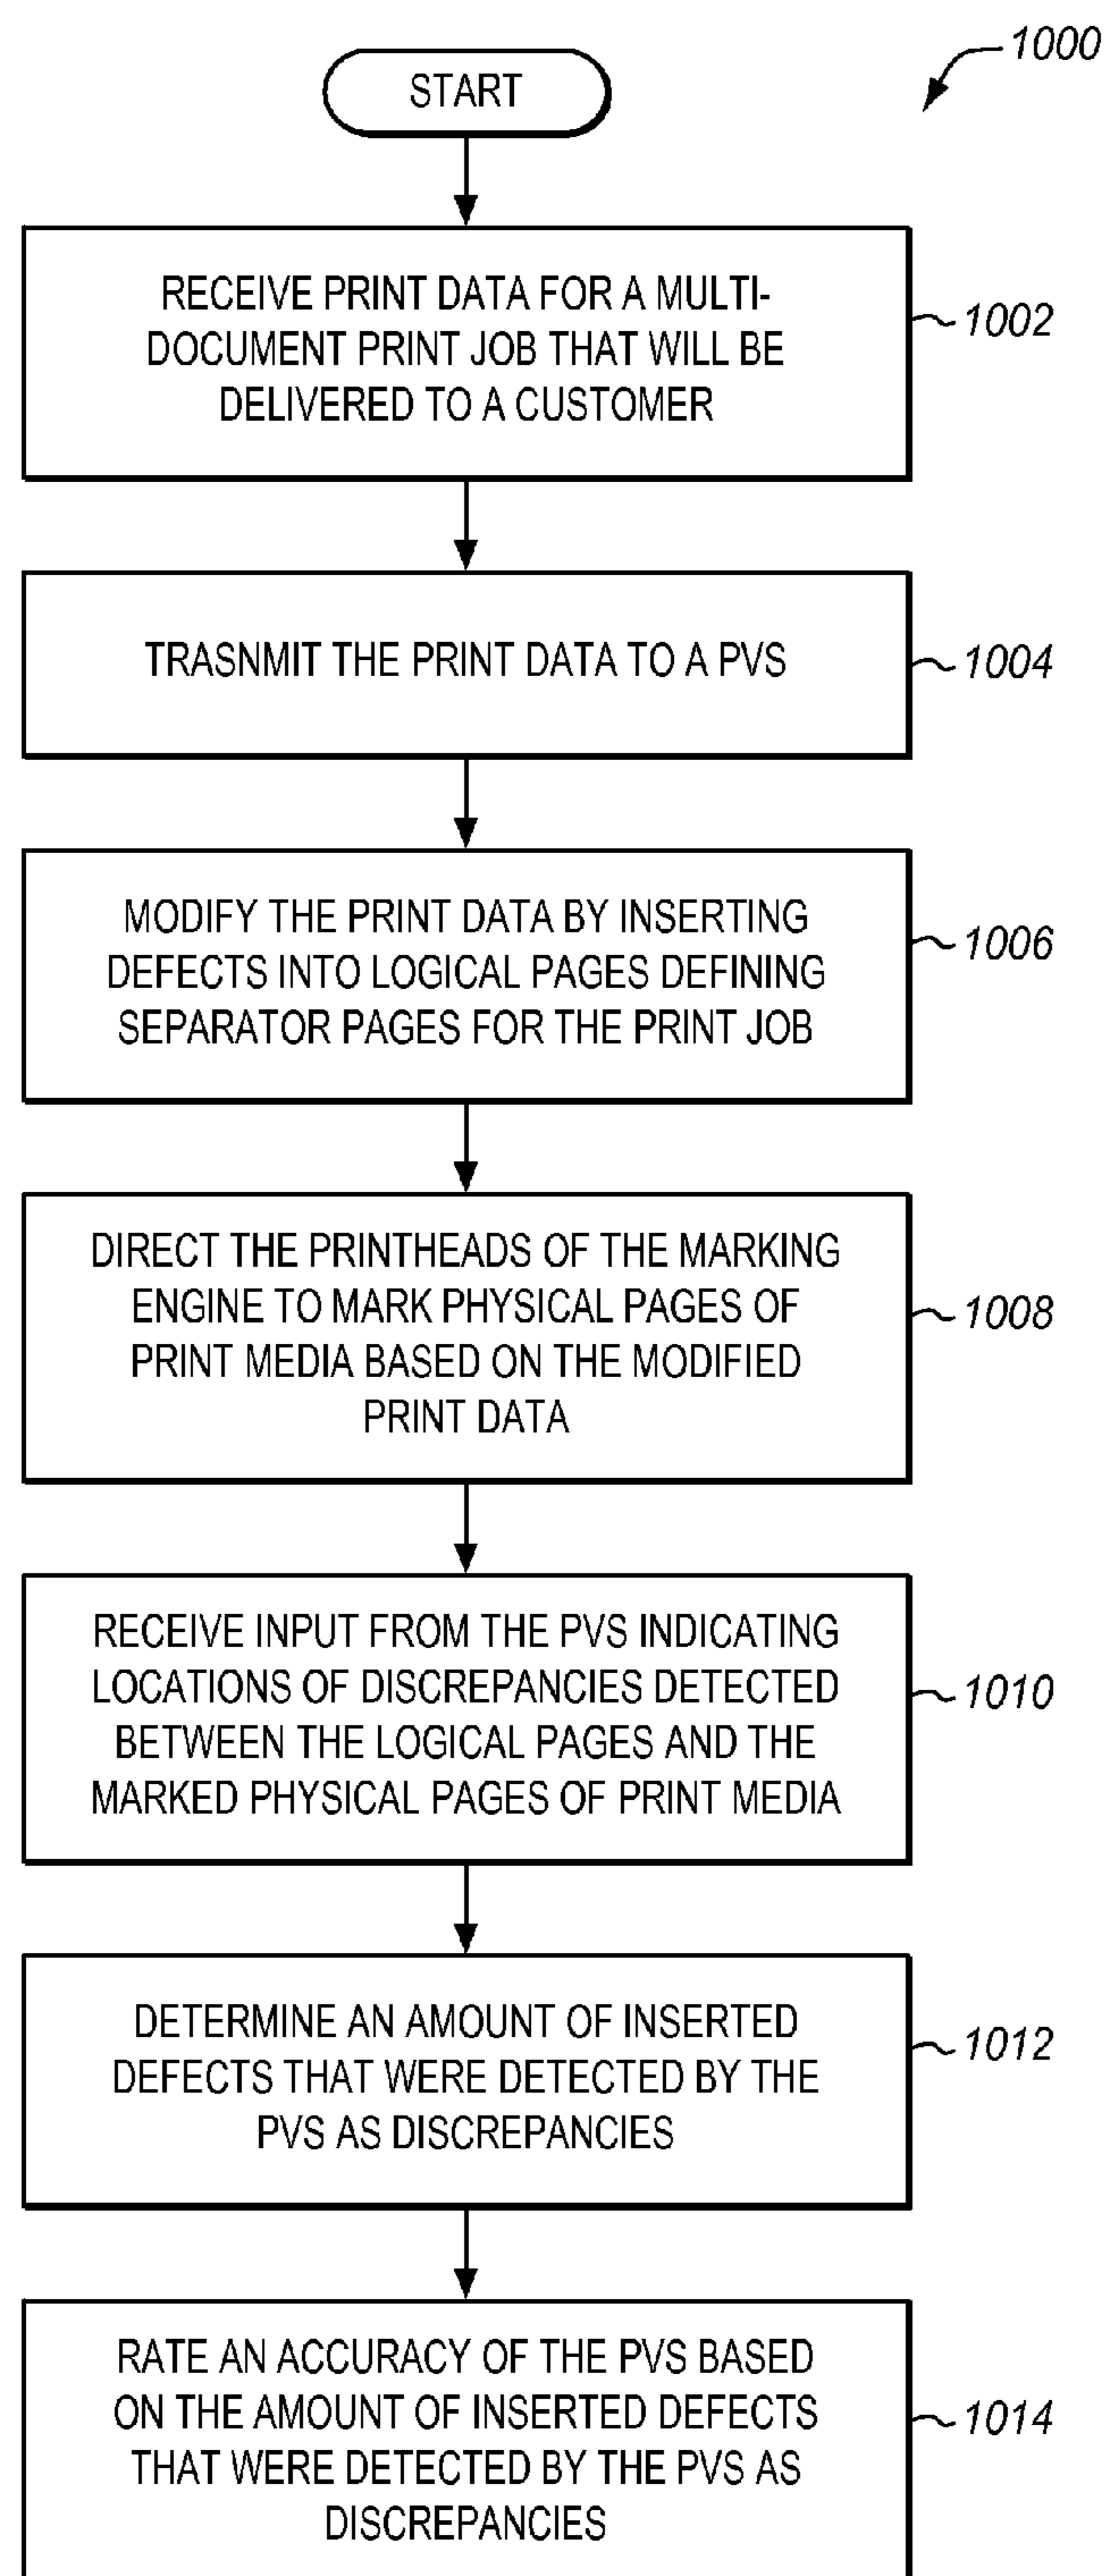 1000
START
RECEIVE PRINT DATA FOR A MULTI-
DOCUMENT PRINT JOB THAT WILL BE
DELIVERED TO A CUSTOMER
1002
TRASNMIT THE PRINT DATA TO A PVS
1004
MODIFY THE PRINT DATA BY INSERTING
DEFECTS INTO LOGICAL PAGES DEFINING
SEPARATOR PAGES FOR THE PRINT JOB
1006
DIRECT THE PRINTHEADS OF THE MARKING
ENGINE TO MARK PHYSICAL PAGES OF
PRINT MEDIA BASED ON THE MODIFIED
PRINT DATA
1008
RECEIVE INPUT FROM THE PVS INDICATING
LOCATIONS OF DISCREPANCIES DETECTED
BETWEEN THE LOGICAL PAGES AND THE
MARKED PHYSICAL PAGES OF PRINT MEDIA
1010
DETERMINE AN AMOUNT OF INSERTED
DEFECTS THAT WERE DETECTED BY THE
PVS AS DISCREPANCIES
1012
RATE AN ACCURACY OF THE PVS BASED
ON THE AMOUNT OF INSERTED DEFECTS
THAT WERE DETECTED BY THE PVS AS
DISCREPANCIES
1014